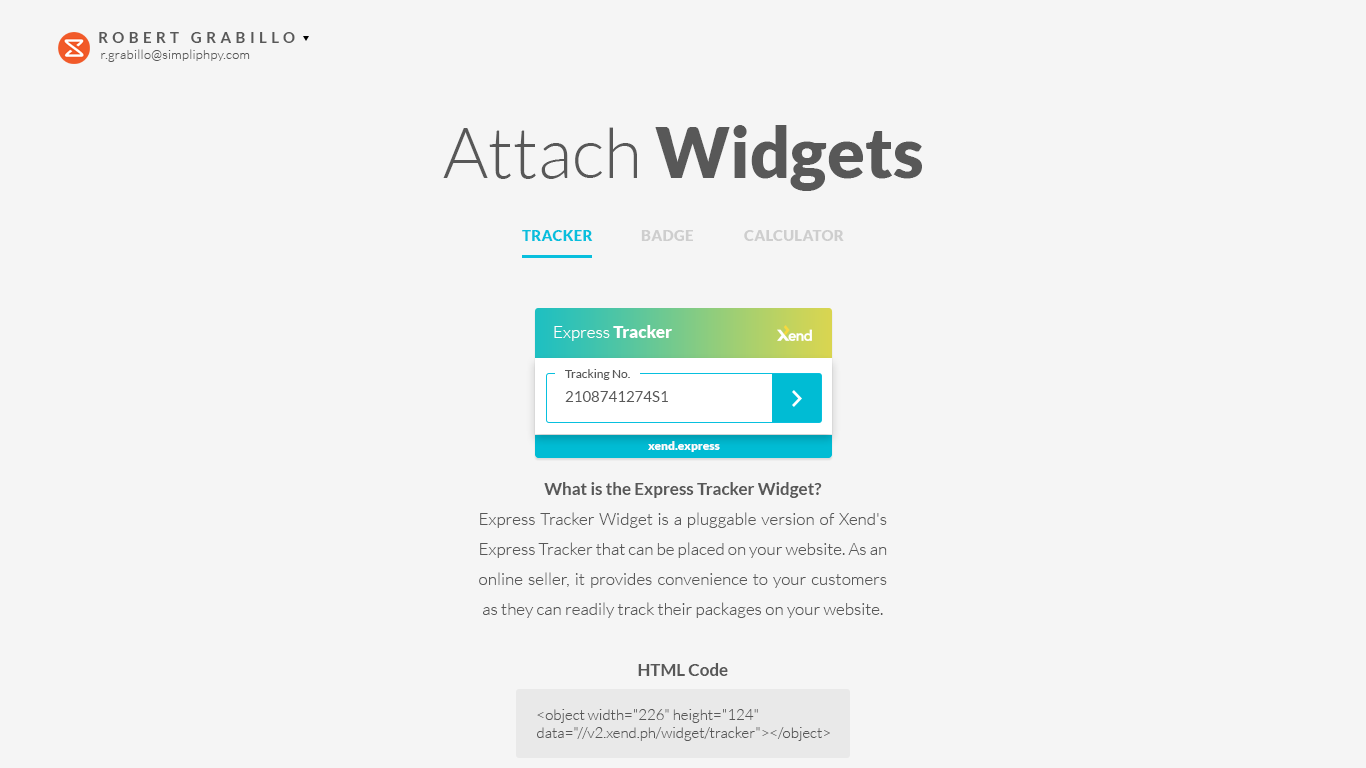 ROBERT GRABILLO
r.grabillo@simpliphpy.com
Attach Widgets
TRACKER BADGE CALCULATOR
Express Tracker Xend
Tracking No.
2108741274S1
xend.express
What is the Express Tracker Widget?
Express Tracker Widget is a pluggable version of Xend's
Express Tracker that can be placed on your website. As an
online seller, it provides convenience to your customers
as they can readily track their packages on your website.
HTML Code
<object width="226" height="124"
data="//v2.xend.ph/widget/tracker"></object>